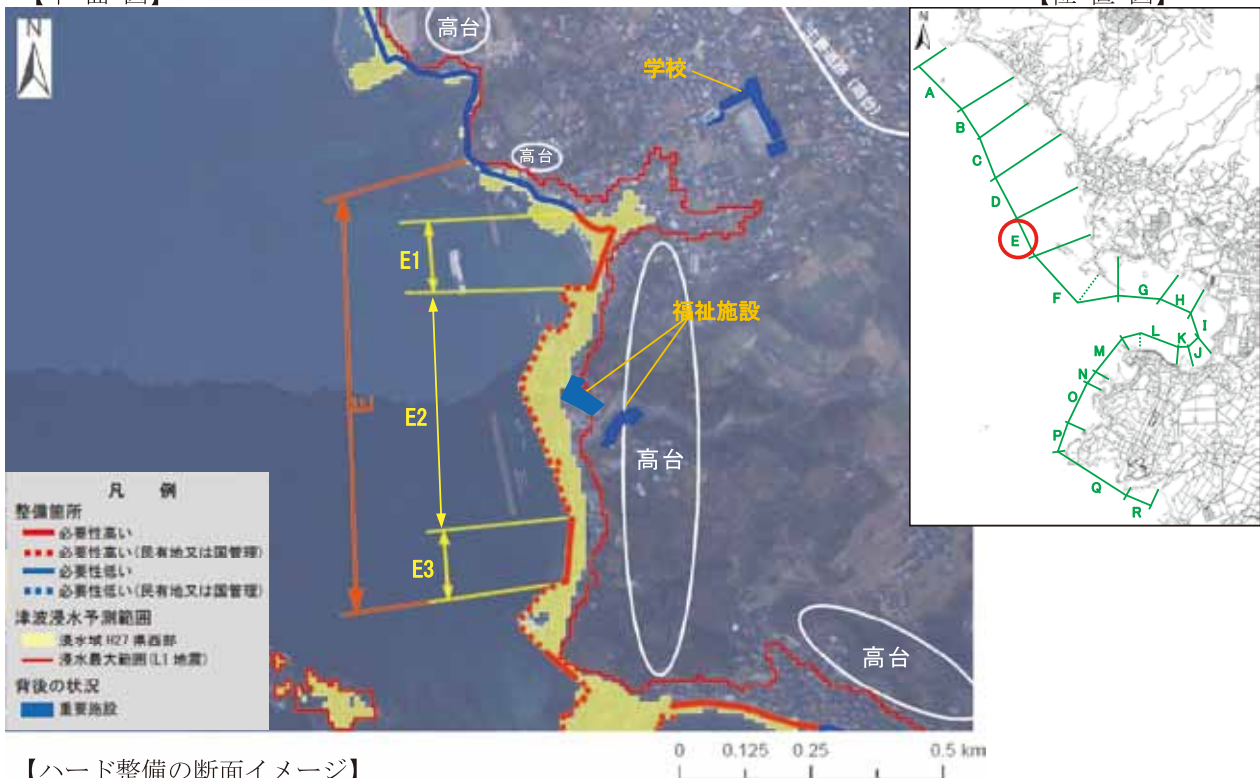 【平 面 図】
【位 置 図】
N
高台
学校
主要道路（高台）
高台
E1
福祉施設
E
E2
高台
E3
高台
凡 例
整備箇所
必要性高い
必要性高い(民有地又は国管理)
必要性低い
必要性低い(民有地又は国管理)
津波浸水予測範囲
浸水域 H27 県西部
浸水最大範囲(L1 地震)
背後の状況
重要施設
N
A
B
C
D
E
F
G
H
I
J
K
L
M
N
O
P
Q
R
0 0.125 0.25 0.5 km
【ハード整備の断面イメージ】